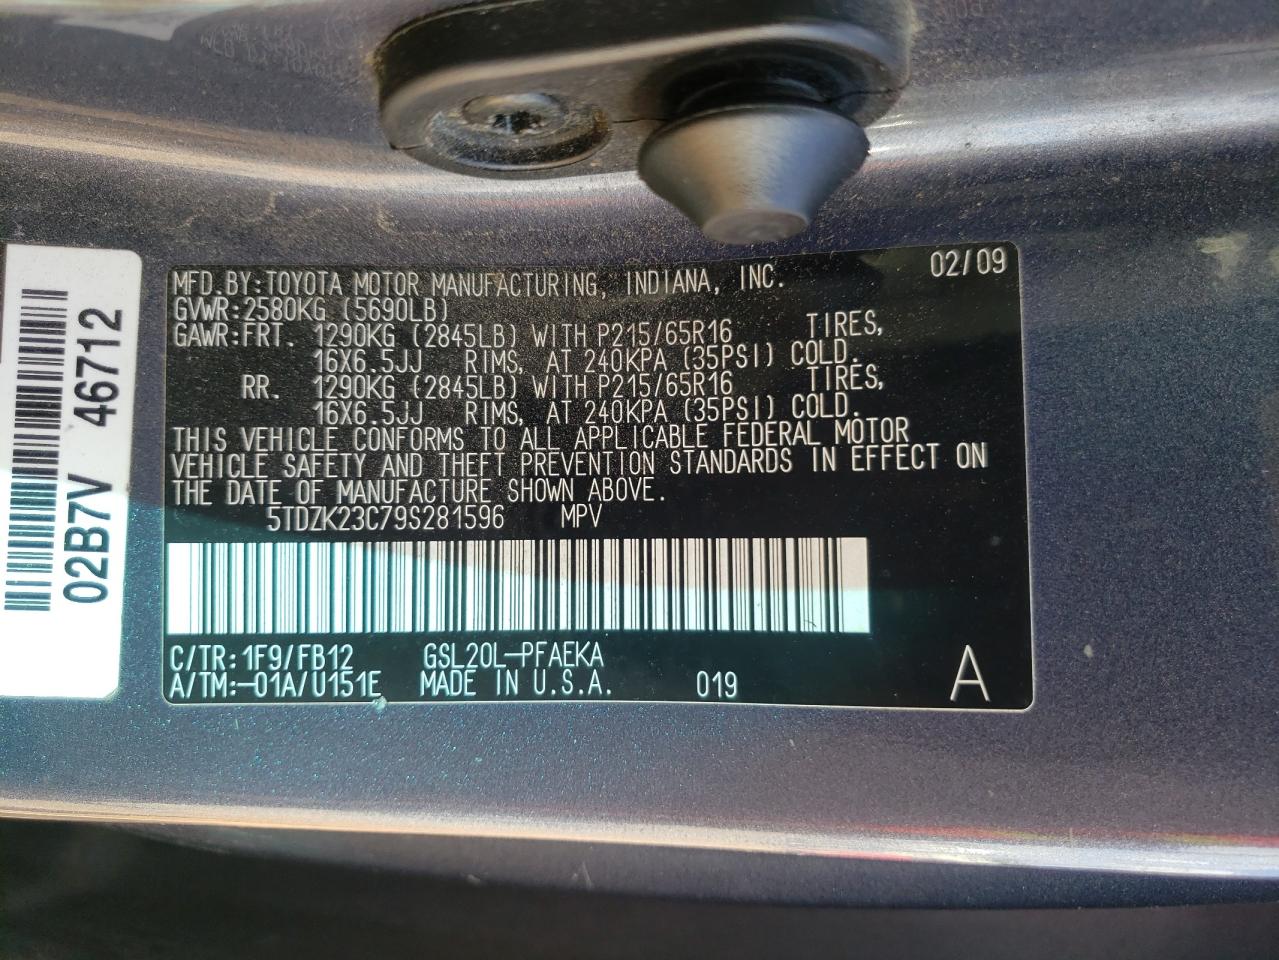 MFD.BY:TOYOTA MOTOR MANUFACTURING, INDIANA, INC. 02/09
GVWR:2580KG (5690LB)
GAWR:FRT. 1290KG (2845LB) WITH P215/65R16 TIRES,
16X6.5JJ RIMS, AT 240KPA (35PSI) COLD.
RR. 1290KG (2845LB) WITH P215/65R16 TIRES,
16X6.5JJ RIMS, AT 240KPA (35PSI) COLD.
THIS VEHICLE CONFORMS TO ALL APPLICABLE FEDERAL MOTOR
VEHICLE SAFETY AND THEFT PREVENTION STANDARDS IN EFFECT ON
THE DATE OF MANUFACTURE SHOWN ABOVE.
5TDZK23C79S281596 MPV
C/TR:1F9/FB12 GSL20L-PFAEKA
A/TM:-01A/U151E MADE IN U.S.A. 019 A
02B7V 46712